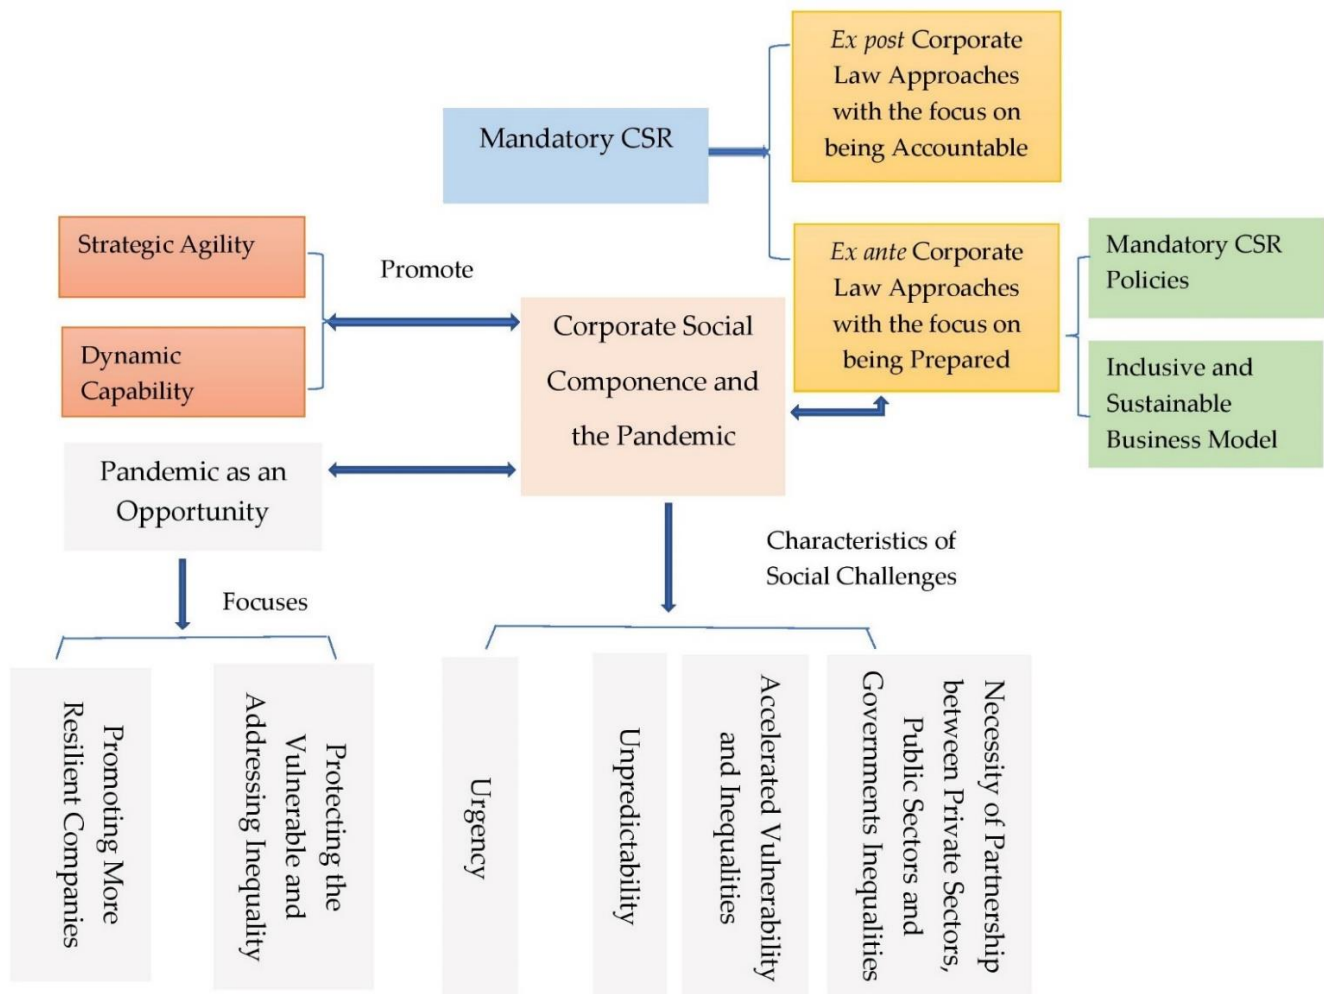 Mandatory CSR
Ex post Corporate
Law Approaches
with the focus on
being Accountable
Strategic Agility
Dynamic
Capability
Promote
Corporate Social
Componence and
the Pandemic
Ex ante Corporate
Law Approaches
with the focus on
being Prepared
Mandatory CSR
Policies
Inclusive and
Sustainable
Business Model
Pandemic as an
Opportunity
Characteristics of
Social Challenges
Focuses
Promoting More
Resilient Companies
Protecting the
Vulnerable and
Addressing Inequality
Urgency
Unpredictability
Accelerated Vulnerability
and Inequalities
Necessity of Partnership
between Private Sectors,
Public Sectors and
Governments Inequalities